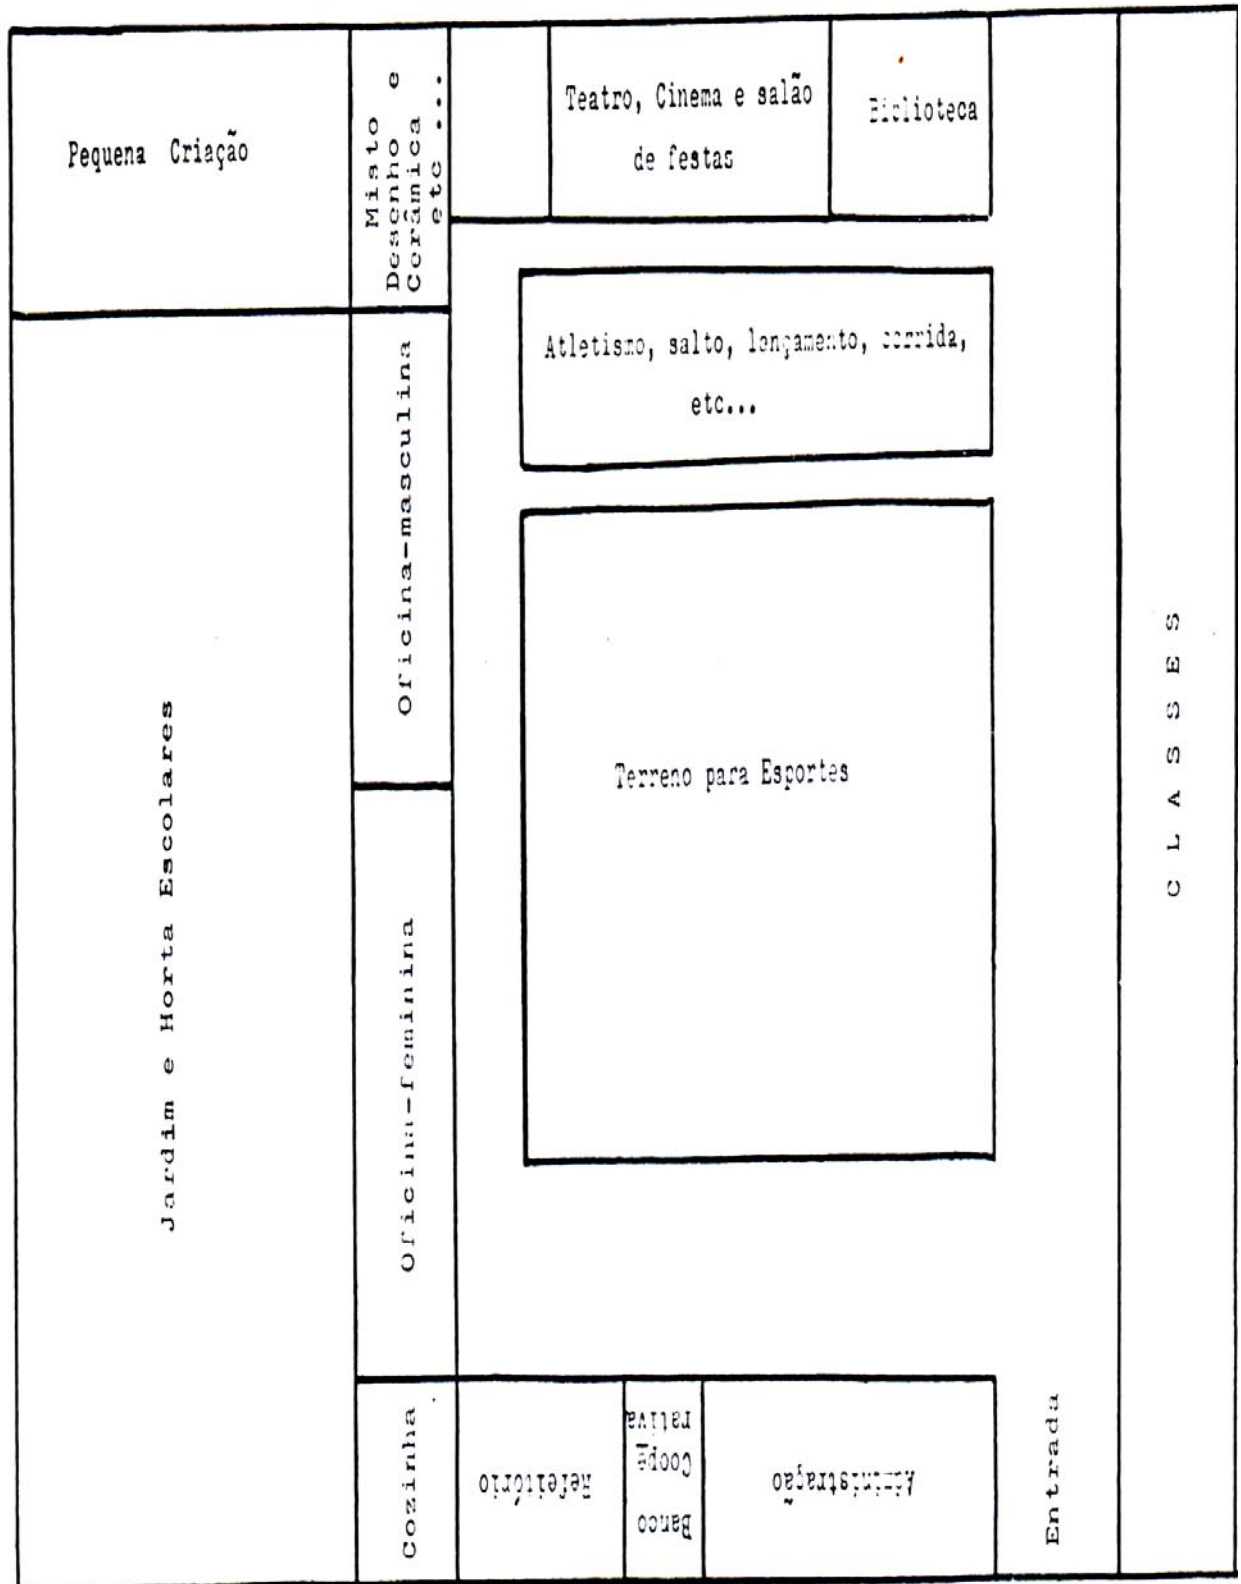 Pequena Criação
Misto
Desenho e
Cerâmica
etc ....
Teatro, Cinema e salão
de festas
Biblioteca
Atletismo, salto, lançamento, corrida,
etc...
Oficina-masculina
Jardim e Horta Escolares
Terreno para Esportes
CLASSES
Oficina-feminina
Cozinha
Refeitório
Banco Coope
rativa
Administração
Entrada